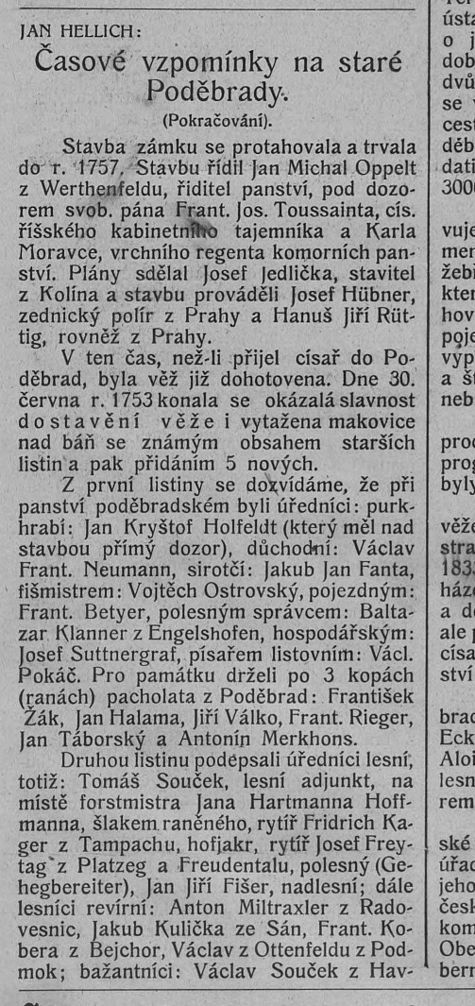 JAN HELLICH:
Časové vzpomínky na staré
Poděbrady.
(Pokračování).
Stavba zámku se protahovala a trvala
do r. 1757. Stavbu řídil Jan Michal Oppelt
z Werthenfeldu, řiditel panství, pod dozo-
rem svob. pána Frant. Jos. Toussainta, cís.
říšského kabinetního tajemníka a Karla
Moravce, vrchního regenta komorních pan-
ství. Plány sdělal Josef Jedlička, stavitel
z Kolína a stavbu prováděli Josef Hübner,
zednický polír z Prahy a Hanuš Jiří Rüt-
tig, rovněž z Prahy.
V ten čas, než-li přijel císař do Po-
děbrad, byla věž již dohotovena. Dne 30.
června r. 1753 konala se okázalá slavnost
dostavění věže i vytažena makovice
nad báň se známým obsahem starších
listin a pak přidáním 5 nových.
Z první listiny se dozvídáme, že při
panství poděbradském byli úředníci: purk-
hrabí: Jan Kryštof Holfeldt (který měl nad
stavbou přímý dozor), důchodní: Václav
Frant. Neumann, sirotčí: Jakub Jan Fanta,
fišmistrem: Vojtěch Ostrovský, pojezdným:
Frant. Betyer, polesným správcem: Balta-
zar Klanner z Engelshofen, hospodářským:
Josef Suttnergraf, písařem listovním: Václ.
Pokáč. Pro památku drželi po 3 kopách
(ranách) pacholata z Poděbrad: František
Žák, Jan Halama, Jiří Válko, Frant. Rieger,
Jan Táborský a Antonín Merkhons.
Druhou listinu podepsali úředníci lesní,
totiž: Tomáš Souček, lesní adjunkt, na
místě forstmistra Jana Hartmanna Hoff-
manna, šlakem raněného, rytíř Fridrich Ka-
ger z Tampachu, hofjakr, rytíř Josef Frey-
tag z Platzeg a Freudentalu, polesný (Ge-
hegbereiter), Jan Jiří Fišer, nadlesní; dále
lesníci revírní: Anton Miltraxler z Rado-
vesnic, Jakub Kulička ze Sán, Frant. Ko-
bera z Bejchor, Václav z Ottenfeldu z Pod-
mok; bažantníci: Václav Souček z Hav-